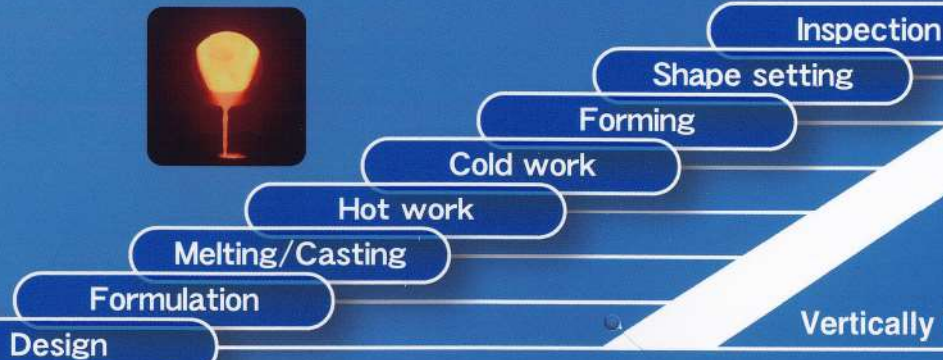 Inspection
Shape setting
Forming
Cold work
Hot work
Melting/Casting
Formulation
Vertically
Design